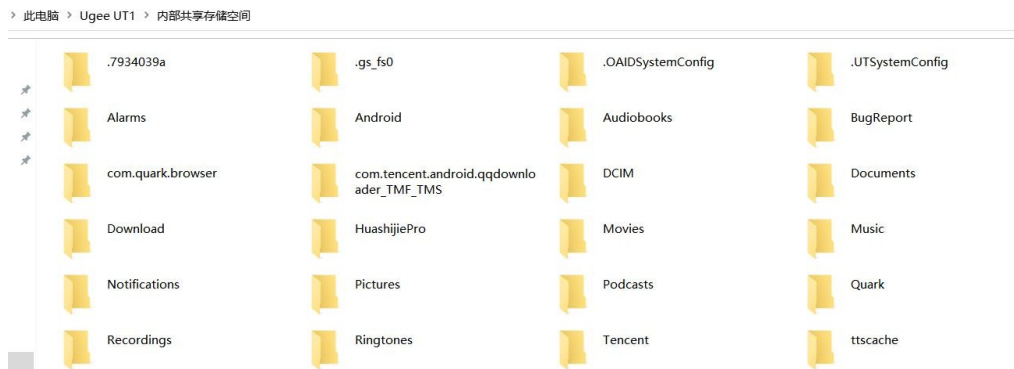 > 此电脑 > Ugee UT1 > 内部共享存储空间
.7934039a
.gs_fs0
.OAIDSystemConfig
.UTSystemConfig
Alarms
Android
Audiobooks
BugReport
com.quark.browser
com.tencent.android.qqdownlo
ader_TMF_TMS
DCIM
Documents
Download
HuashijiePro
Movies
Music
Notifications
Pictures
Podcasts
Quark
Recordings
Ringtones
Tencent
ttscache